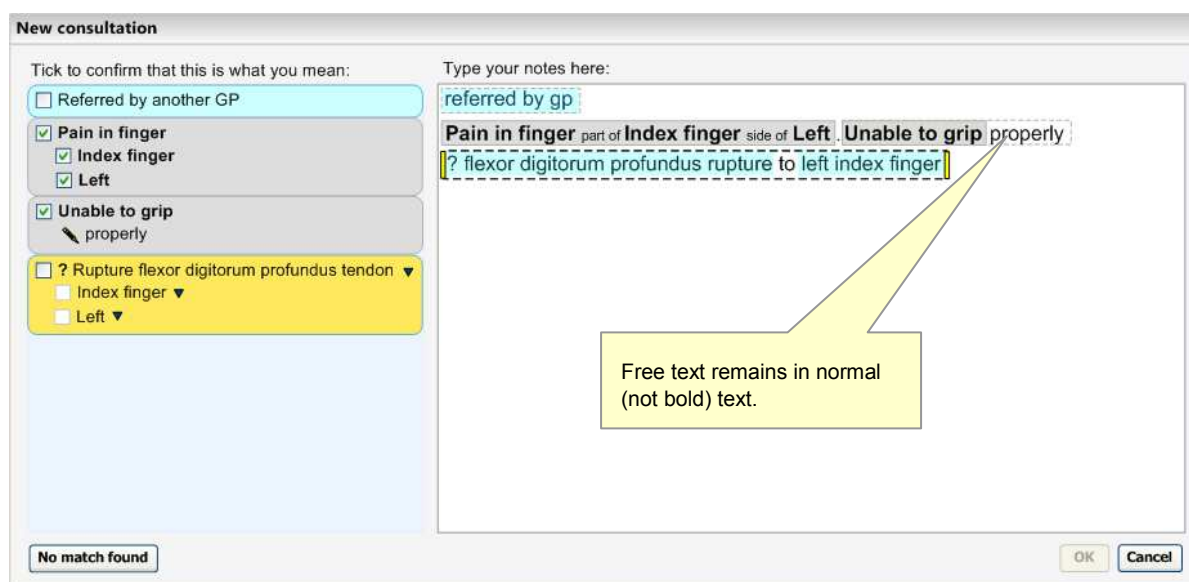 New consultation
Tick to confirm that this is what you mean:
Referred by another GP
Pain in finger
Index finger
Left
Unable to grip
properly
? Rupture flexor digitorum profundus tendon
Index finger
Left
No match found
Type your notes here:
referred by gp
Pain in finger part of Index finger side of Left . Unable to grip properly
? flexor digitorum profundus rupture to left index finger
Free text remains in normal
(not bold) text.
OK Cancel